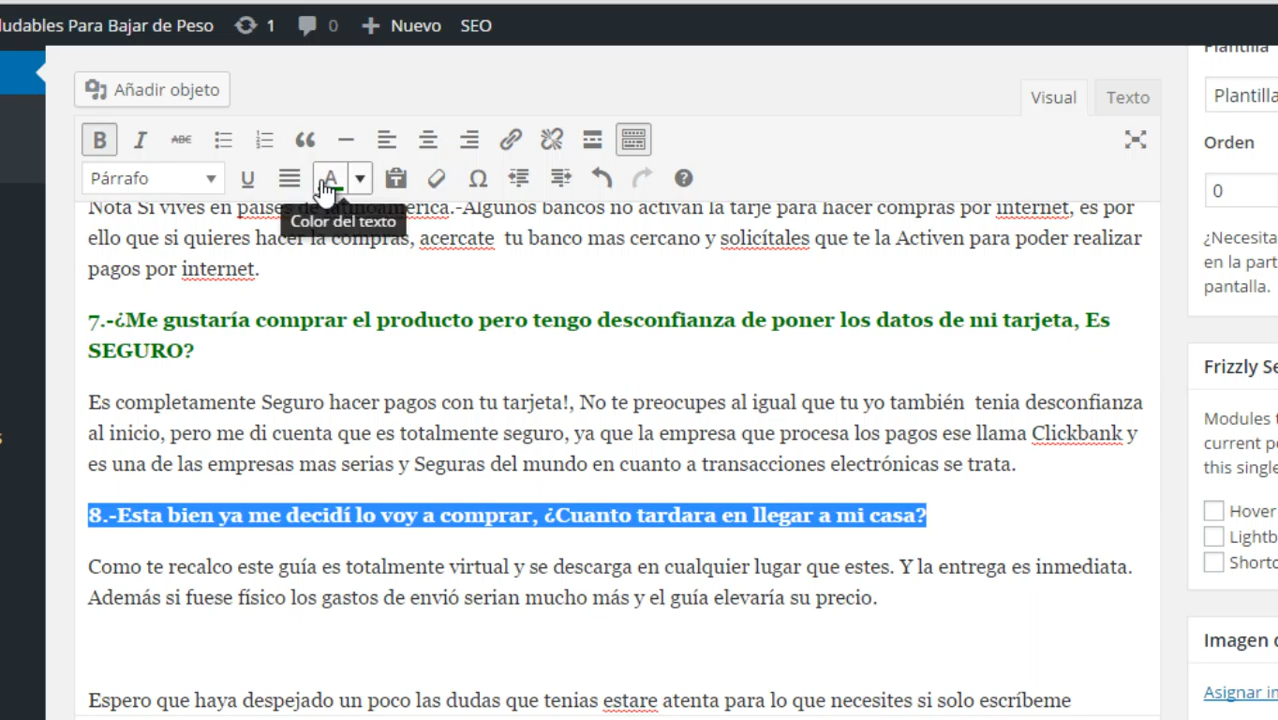 ludables Para Bajar de Peso 1 0 Nuevo SEO
Plantilla
Añadir objeto
Visual Texto
Plantilla
B I ABC
Orden
Párrafo U A Ω
0
Color del texto
Nota Si vives en países de latinoamerica.-Algunos bancos no activan la tarje para hacer compras por internet, es por
ello que si quieres hacer la compras, acercate tu banco mas cercano y solicítales que te la Activen para poder realizar
pagos por internet.
¿Necesita
en la part
pantalla.
7.-¿Me gustaría comprar el producto pero tengo desconfianza de poner los datos de mi tarjeta, Es
SEGURO?
Frizzly Se
Es completamente Seguro hacer pagos con tu tarjeta!, No te preocupes al igual que tu yo también tenia desconfianza
al inicio, pero me di cuenta que es totalmente seguro, ya que la empresa que procesa los pagos ese llama Clickbank y
es una de las empresas mas serias y Seguras del mundo en cuanto a transacciones electrónicas se trata.
Modules t
current po
this single
8.-Esta bien ya me decidí lo voy a comprar, ¿Cuanto tardara en llegar a mi casa?
Hover
Lightb
Shortc
Como te recalco este guía es totalmente virtual y se descarga en cualquier lugar que estes. Y la entrega es inmediata.
Además si fuese físico los gastos de envió serian mucho más y el guía elevaría su precio.
Imagen d
Asignar im
Espero que haya despejado un poco las dudas que tenias estare atenta para lo que necesites si solo escríbeme